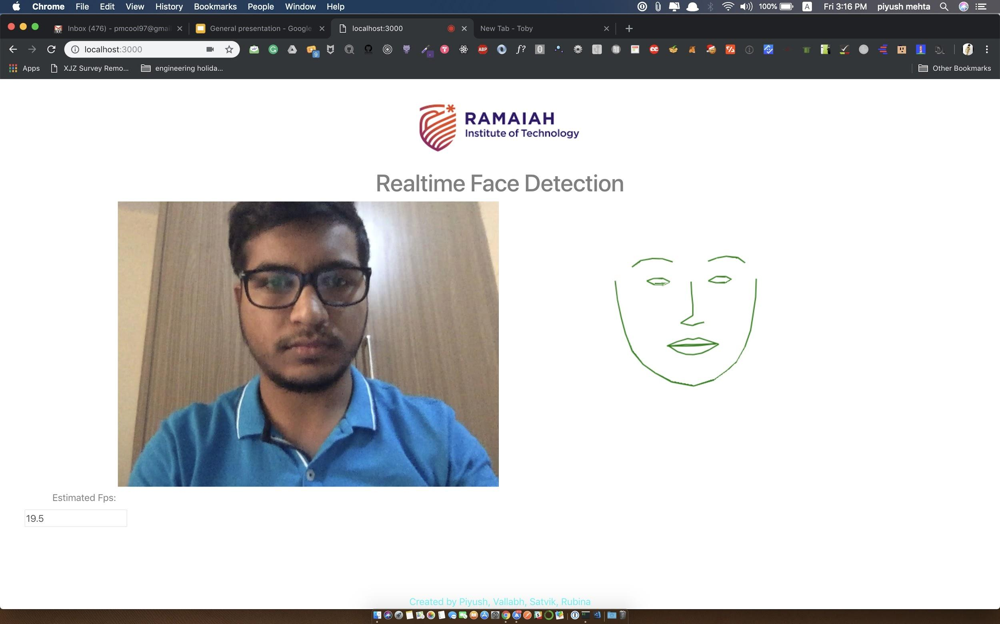 Chrome File Edit View History Bookmarks People Window Help 100% A Fri 3:16 PM piyush mehta
Inbox (476) - pmcool97@gmai General presentation - Google localhost:3000 New Tab - Toby
localhost:3000 9 ABP f? ee
Apps XJZ Survey Remo... engineering holida... Other Bookmarks
RAMAIAH
Institute of Technology
Realtime Face Detection
Estimated Fps:
19.5
Created by Piyush, Vallabh, Satvik, Rubina